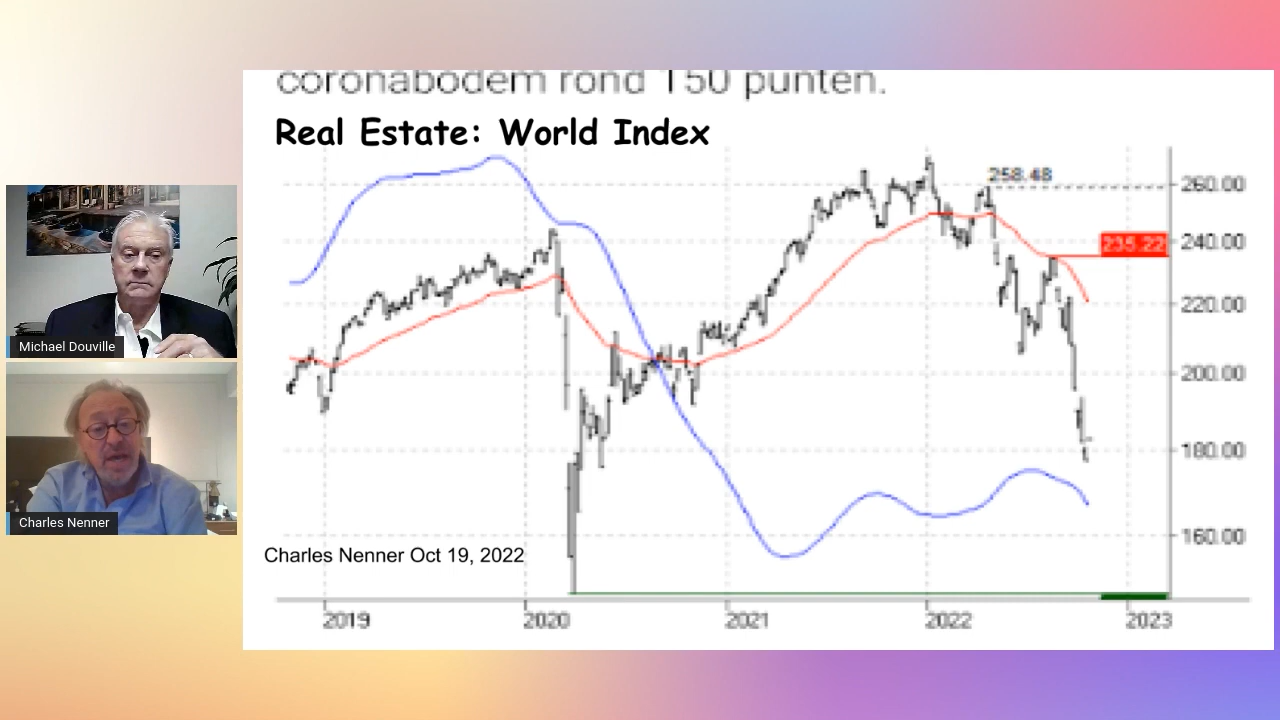 coronabodem rond 150 punten.
Real Estate: World Index
258.48
260.00
235.22
240.00
220.00
200.00
180.00
160.00
Charles Nenner Oct 19, 2022
2019 2020 2021 2022 2023
Michael Douville
Charles Nenner